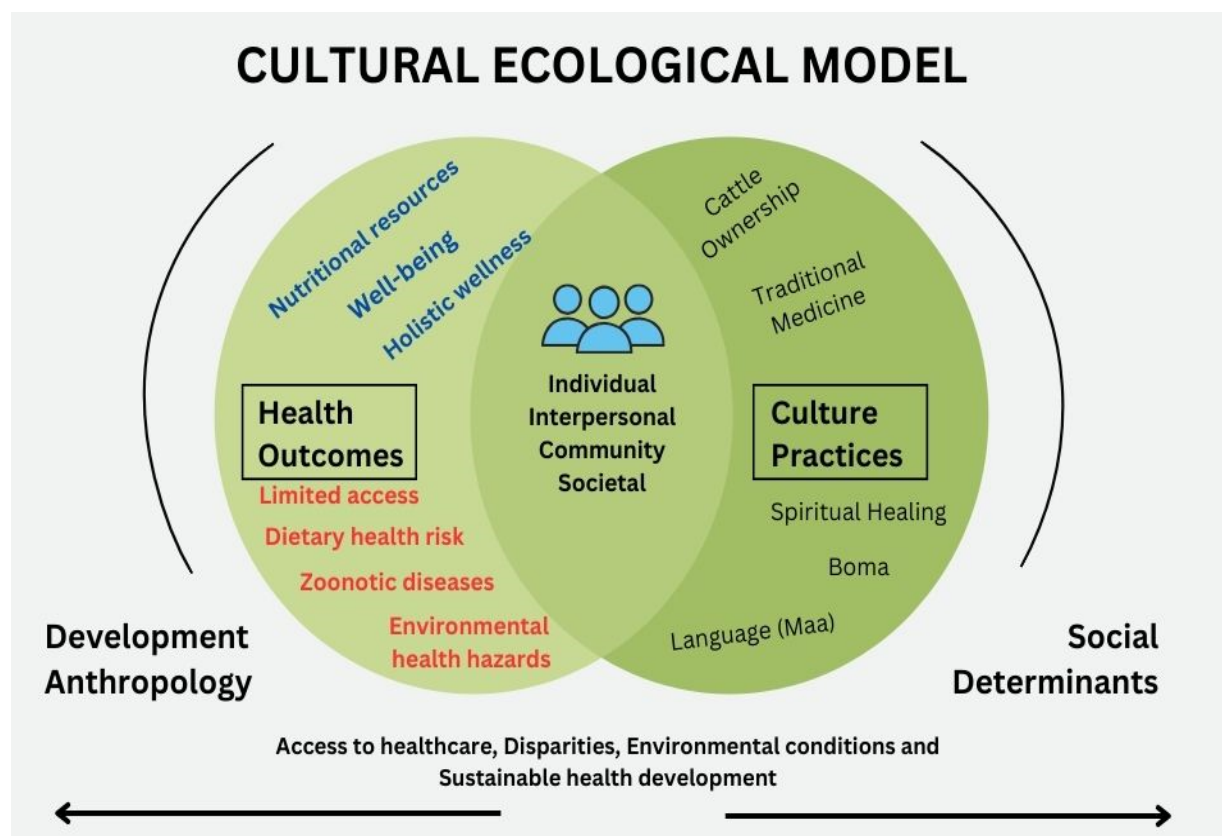 CULTURAL ECOLOGICAL MODEL
Nutritional resources
Well-being
Holistic wellness
Health
Outcomes
Limited access
Dietary health risk
Zoonotic diseases
Environmental
health hazards
Individual
Interpersonal
Community
Societal
Cattle
Ownership
Traditional
Medicine
Culture
Practices
Spiritual Healing
Boma
Language (Maa)
Development
Anthropology
Social
Determinants
Access to healthcare, Disparities, Environmental conditions and
Sustainable health development